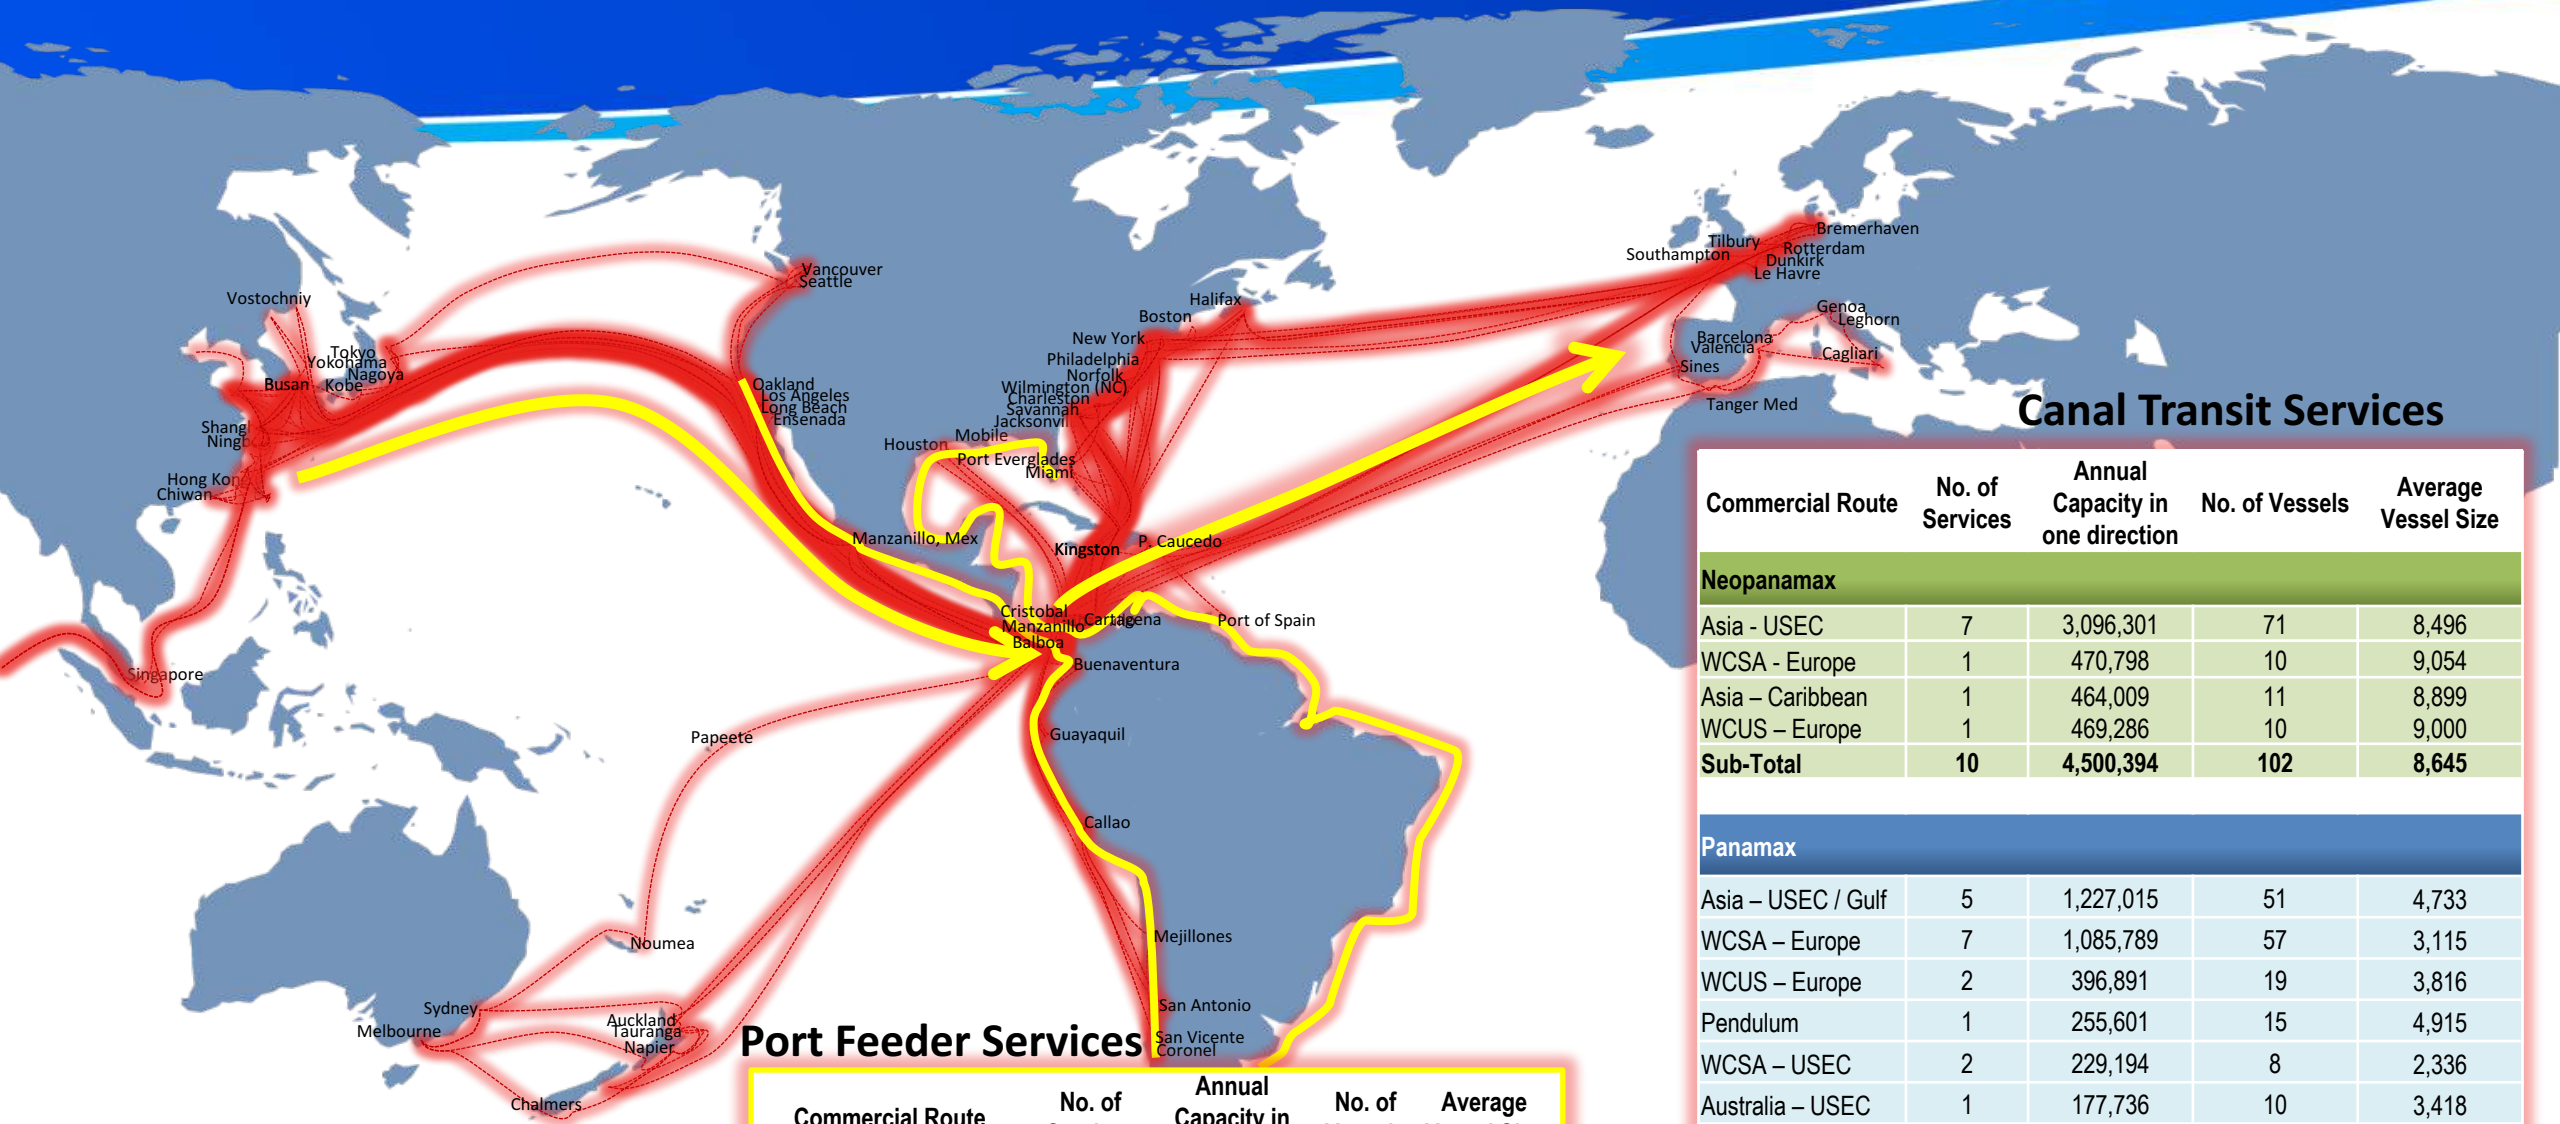 Vancouver
Seattle
Vostochniy
Tokyo
Yokohama
Nagoya
Busan
Kobe
Shang
Ningb
Hong Kon
Chiwan
Singapore
Oakland
Los Angeles
Long Beach
Ensenada
Halifax
Boston
New York
Philadelphia
Norfolk
Wilmington (NC)
Charleston
Savannah
Jacksonvil
Mobile
Houston
Port Everglades
Miami
Manzanillo, Mex
Kingston
P. Caucedo
Cristobal
Manzanillo
Cartagena
Balboa
Port of Spain
Buenaventura
Guayaquil
Papeete
Callao
Mejillones
Noumea
San Antonio
San Vicente
Coronel
Sydney
Melbourne
Auckland
Tauranga
Napier
Chalmers
Bremerhaven
Tilbury
Rotterdam
Southampton
Dunkirk
Le Havre
Genoa
Leghorn
Barcelona
Valencia
Cagliari
Sines
Tanger Med
Canal Transit Services
Commercial Route No. of Services Annual Capacity in one direction No. of Vessels Average Vessel Size
Neopanamax
Asia - USEC 7 3,096,301 71 8,496
WCSA - Europe 1 470,798 10 9,054
Asia – Caribbean 1 464,009 11 8,899
WCUS – Europe 1 469,286 10 9,000
Sub-Total 10 4,500,394 102 8,645
Panamax
Asia – USEC / Gulf 5 1,227,015 51 4,733
WCSA – Europe 7 1,085,789 57 3,115
WCUS – Europe 2 396,891 19 3,816
Pendulum 1 255,601 15 4,915
WCSA – USEC 2 229,194 8 2,336
Australia – USEC 1 177,736 10 3,418
Port Feeder Services
Commercial Route No. of Annual Capacity in No. of Average